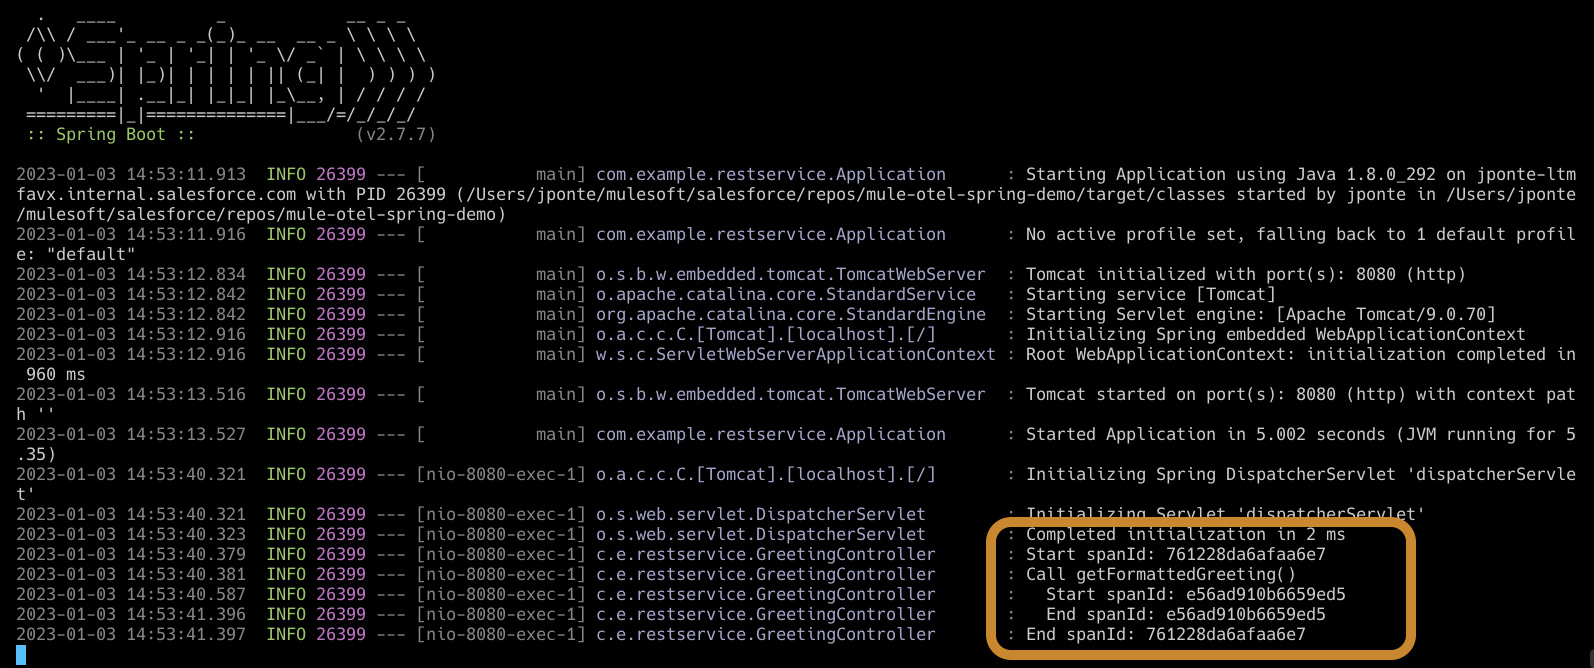 :: Spring Boot ::                (v2.7.7)
2023-01-03 14:53:11.913  INFO 26399 --- [           main] com.example.restservice.Application      : Starting Application using Java 1.8.0_292 on jponte-ltm
favx.internal.salesforce.com with PID 26399 (/Users/jponte/mulesoft/salesforce/repos/mule-otel-spring-demo/target/classes started by jponte in /Users/jponte
/mulesoft/salesforce/repos/mule-otel-spring-demo)
2023-01-03 14:53:11.916  INFO 26399 --- [           main] com.example.restservice.Application      : No active profile set, falling back to 1 default profil
e: "default"
2023-01-03 14:53:12.834  INFO 26399 --- [           main] o.s.b.w.embedded.tomcat.TomcatWebServer  : Tomcat initialized with port(s): 8080 (http)
2023-01-03 14:53:12.842  INFO 26399 --- [           main] o.apache.catalina.core.StandardService   : Starting service [Tomcat]
2023-01-03 14:53:12.842  INFO 26399 --- [           main] org.apache.catalina.core.StandardEngine  : Starting Servlet engine: [Apache Tomcat/9.0.70]
2023-01-03 14:53:12.916  INFO 26399 --- [           main] o.a.c.c.C.[Tomcat].[localhost].[/]       : Initializing Spring embedded WebApplicationContext
2023-01-03 14:53:12.916  INFO 26399 --- [           main] w.s.c.ServletWebServerApplicationContext : Root WebApplicationContext: initialization completed in
 960 ms
2023-01-03 14:53:13.516  INFO 26399 --- [           main] o.s.b.w.embedded.tomcat.TomcatWebServer  : Tomcat started on port(s): 8080 (http) with context pat
h ''
2023-01-03 14:53:13.527  INFO 26399 --- [           main] com.example.restservice.Application      : Started Application in 5.002 seconds (JVM running for 5
.35)
2023-01-03 14:53:40.321  INFO 26399 --- [nio-8080-exec-1] o.a.c.c.C.[Tomcat].[localhost].[/]       : Initializing Spring DispatcherServlet 'dispatcherServle
t'
2023-01-03 14:53:40.321  INFO 26399 --- [nio-8080-exec-1] o.s.web.servlet.DispatcherServlet        : Initializing Servlet 'dispatcherServlet'
2023-01-03 14:53:40.323  INFO 26399 --- [nio-8080-exec-1] o.s.web.servlet.DispatcherServlet        : Completed initialization in 2 ms
2023-01-03 14:53:40.379  INFO 26399 --- [nio-8080-exec-1] c.e.restservice.GreetingController       : Start spanId: 761228da6afaa6e7
2023-01-03 14:53:40.381  INFO 26399 --- [nio-8080-exec-1] c.e.restservice.GreetingController       : Call getFormattedGreeting()
2023-01-03 14:53:40.587  INFO 26399 --- [nio-8080-exec-1] c.e.restservice.GreetingController       :   Start spanId: e56ad910b6659ed5
2023-01-03 14:53:41.396  INFO 26399 --- [nio-8080-exec-1] c.e.restservice.GreetingController       :   End spanId: e56ad910b6659ed5
2023-01-03 14:53:41.397  INFO 26399 --- [nio-8080-exec-1] c.e.restservice.GreetingController       : End spanId: 761228da6afaa6e7